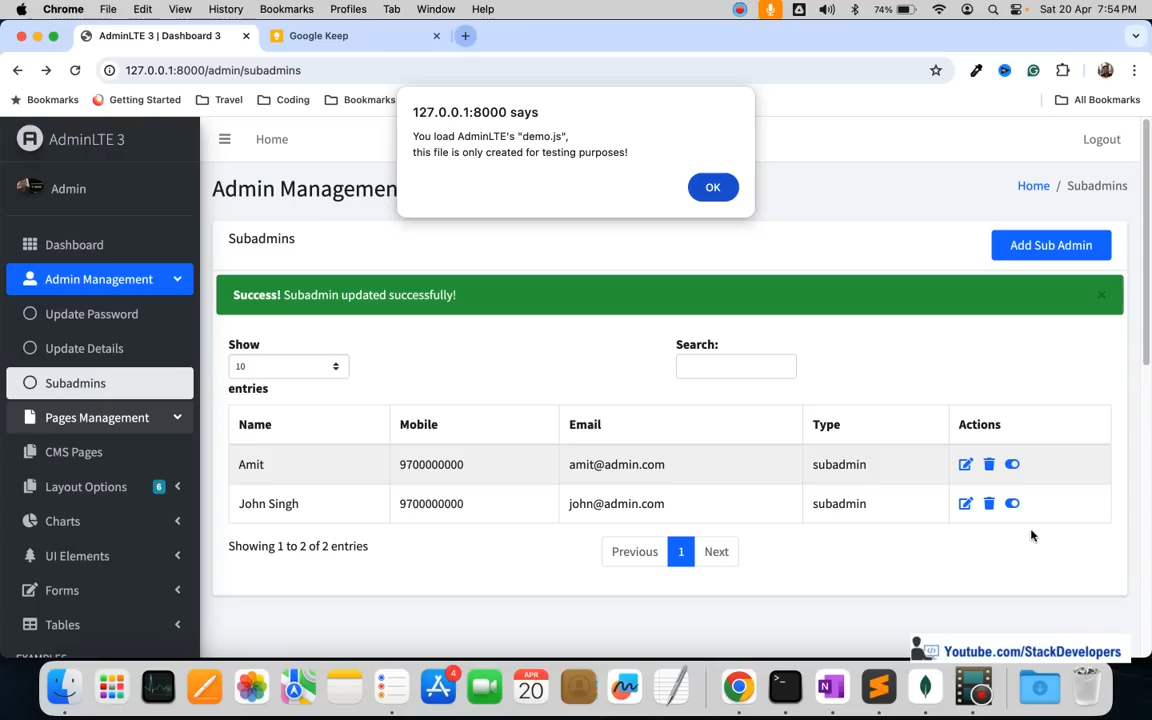 Chrome File Edit View History Bookmarks Profiles Tab Window Help 74% Sat 20 Apr 7:54 PM
AdminLTE 3 | Dashboard 3 Google Keep
127.0.0.1:8000/admin/subadmins
Bookmarks Getting Started Travel Coding Bookmarks All Bookmarks
127.0.0.1:8000 says
You load AdminLTE's "demo.js",
this file is only created for testing purposes!
OK
AdminLTE 3
Home
Logout
Admin
Admin Managemen
Home / Subadmins
Dashboard
Admin Management
Update Password
Update Details
Subadmins
Pages Management
CMS Pages
Layout Options 6
Charts
UI Elements
Forms
Tables
EXAMPLES
Subadmins
Add Sub Admin
Success! Subadmin updated successfully!
×
Show
10
entries
Search:
Name Mobile Email Type Actions
Amit 9700000000 amit@admin.com subadmin
John Singh 9700000000 john@admin.com subadmin
Showing 1 to 2 of 2 entries
Previous 1 Next
Youtube.com/StackDevelopers
4
APR
20